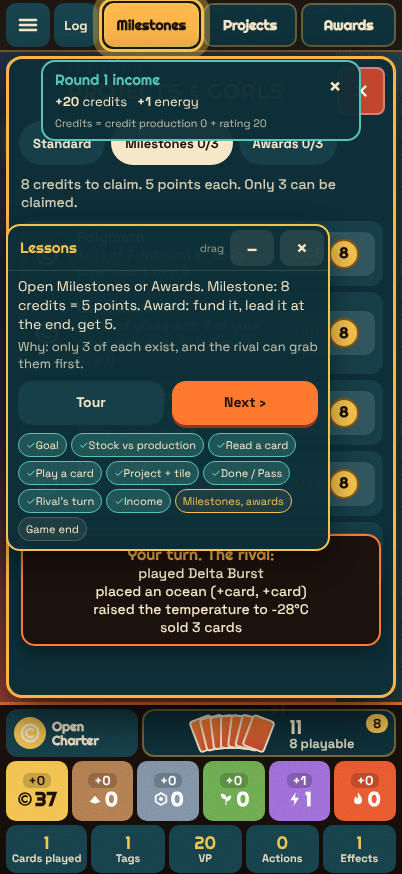 Log
Milestones
Projects
Awards
Round 1 income
+20 credits +1 energy
Credits = credit production 0 + rating 20
×
& GOALS
Standard
Milestones 0/3
Awards 0/3
8 credits to claim. 5 points each. Only 3 can be
claimed.
Lessons
drag
–
×
8
Open Milestones or Awards. Milestone: 8
credits = 5 points. Award: fund it, lead it at
the end, get 5.
Why: only 3 of each exist, and the rival can grab
them first.
8
Tour
Next >
8
✓Goal
✓Stock vs production
✓Read a card
✓Play a card
✓Project + tile
✓Done / Pass
8
✓Rival's turn
✓Income
Milestones, awards
Game end
Your turn. The rival:
played Delta Burst
placed an ocean (+card, +card)
raised the temperature to -28°C
sold 3 cards
© Open
Charter
11
8 playable
8
+0
+0
+0
+0
+1
+0
© 37
0
0
0
1
0
1
Cards played
1
Tags
20
VP
0
Actions
1
Effects